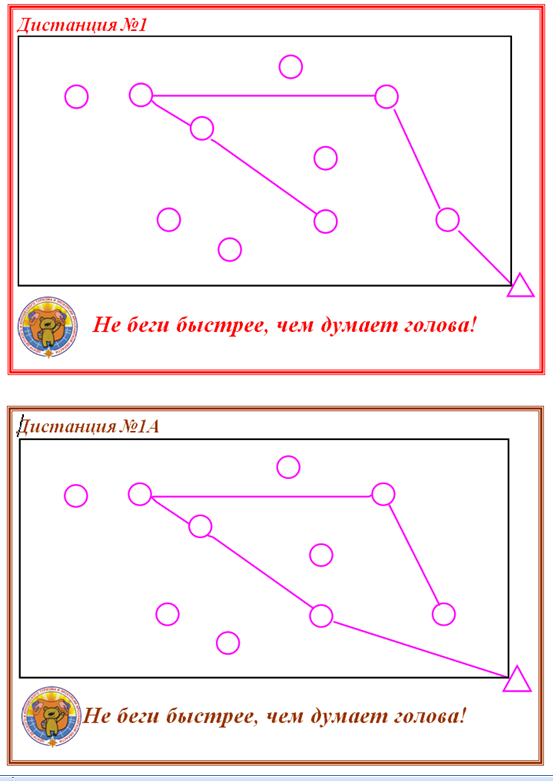 Дистанция №1
Не беги быстрее, чем думает голова!
Дистанция №1А
Не беги быстрее, чем думает голова!